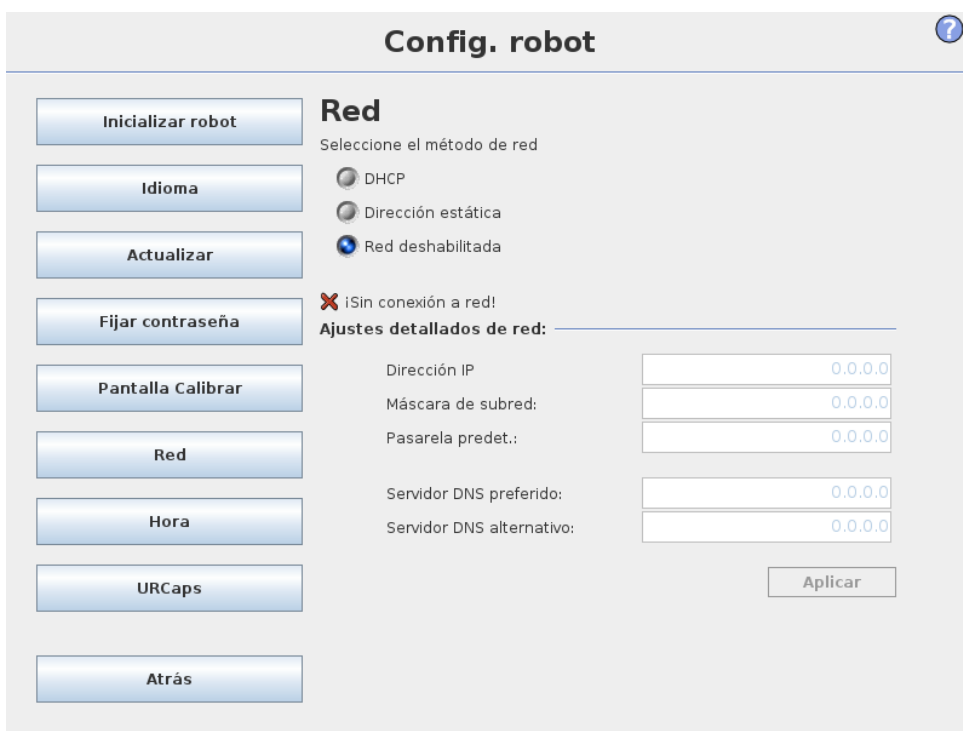 Config. robot
?
Inicializar robot
Idioma
Actualizar
Fijar contraseña
Pantalla Calibrar
Red
Hora
URCaps
Atrás
Red
Seleccione el método de red
DHCP
Dirección estática
Red deshabilitada
¡Sin conexión a red!
Ajustes detallados de red:
Dirección IP 0.0.0.0
Máscara de subred: 0.0.0.0
Pasarela predet.: 0.0.0.0
Servidor DNS preferido: 0.0.0.0
Servidor DNS alternativo: 0.0.0.0
Aplicar